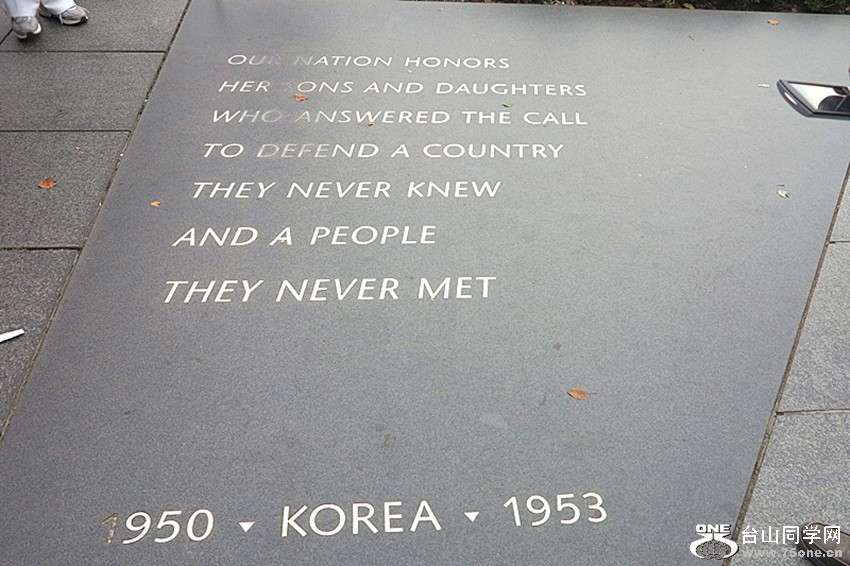 OUR NATION HONORS
HER SONS AND DAUGHTERS
WHO ANSWERED THE CALL
TO DEFEND A COUNTRY
THEY NEVER KNEW
AND A PEOPLE
THEY NEVER MET
1950 ▾ KOREA ▾ 1953
ONE 台山同学网
www.75one.cn